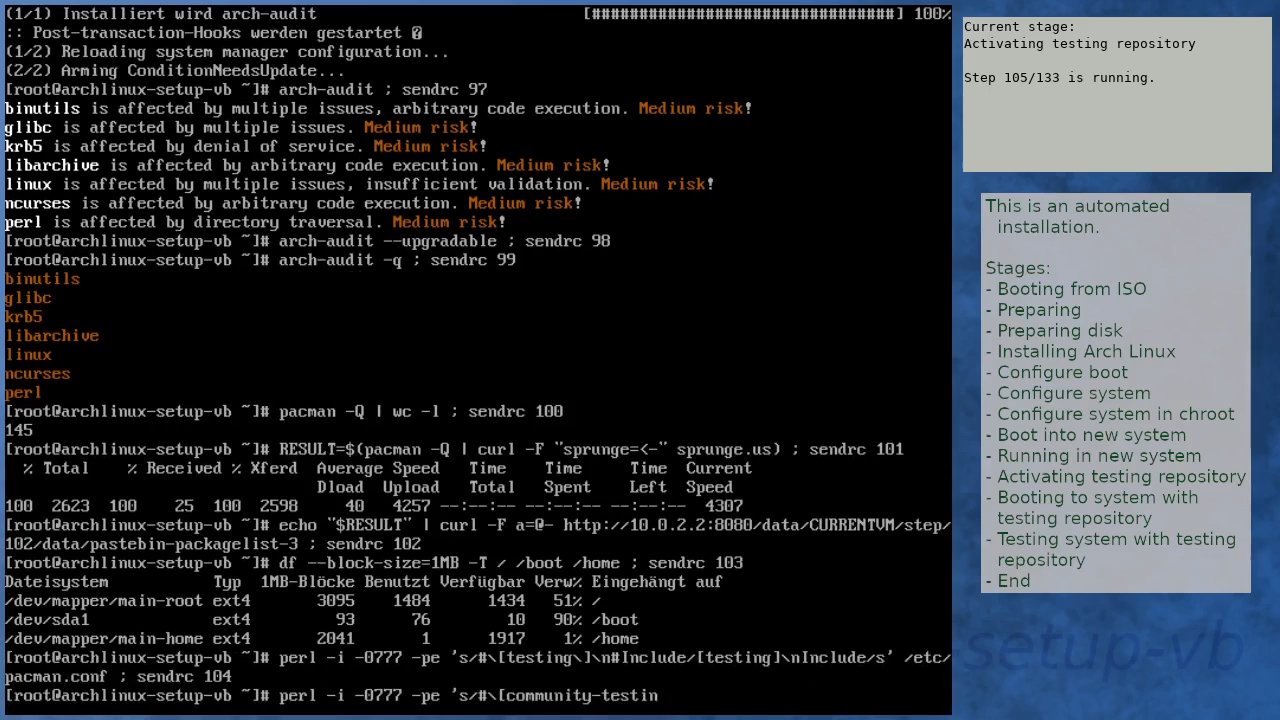 (1/1) Installiert wird arch-audit                            [################################] 100%
:: Post-transaction-Hooks werden gestartet �
(1/2) Reloading system manager configuration...
(2/2) Arming ConditionNeedsUpdate...
[root@archlinux-setup-vb ~]# arch-audit ; sendrc 97
binutils is affected by multiple issues, arbitrary code execution. Medium risk!
glibc is affected by multiple issues. Medium risk!
krb5 is affected by denial of service. Medium risk!
libarchive is affected by arbitrary code execution. Medium risk!
linux is affected by multiple issues, insufficient validation. Medium risk!
ncurses is affected by arbitrary code execution. Medium risk!
perl is affected by directory traversal. Medium risk!
[root@archlinux-setup-vb ~]# arch-audit --upgradable ; sendrc 98
[root@archlinux-setup-vb ~]# arch-audit -q ; sendrc 99
binutils
glibc
krb5
libarchive
linux
ncurses
perl
[root@archlinux-setup-vb ~]# pacman -Q | wc -l ; sendrc 100
145
[root@archlinux-setup-vb ~]# RESULT=$(pacman -Q | curl -F "sprunge=<-" sprunge.us) ; sendrc 101
  % Total    % Received % Xferd  Average Speed   Time    Time     Time  Current
                                 Dload  Upload   Total   Spent    Left  Speed
100  2623  100    25  100  2598     40   4257 --:--:-- --:--:-- --:--:--  4307
[root@archlinux-setup-vb ~]# echo "$RESULT" | curl -F a=@- http://10.0.2.2:8080/data/CURRENTVM/step/
102/data/pastebin-packagelist-3 ; sendrc 102
[root@archlinux-setup-vb ~]# df --block-size=1MB -T / /boot /home ; sendrc 103
Dateisystem           Typ  1MB-Blöcke Benutzt Verfügbar Verw% Eingehängt auf
/dev/mapper/main-root ext4       3095    1484      1434   51% /
/dev/sda1             ext4         93      76        10   90% /boot
/dev/mapper/main-home ext4       2041       1      1917    1% /home
[root@archlinux-setup-vb ~]# perl -i -0777 -pe 's/#\[testing\]\n#Include/[testing]\nInclude/s' /etc/
pacman.conf ; sendrc 104
[root@archlinux-setup-vb ~]# perl -i -0777 -pe 's/#\[community-testin
Current stage:
Activating testing repository
Step 105/133 is running.
This is an automated
installation.
Stages:
- Booting from ISO
- Preparing
- Preparing disk
- Installing Arch Linux
- Configure boot
- Configure system
- Configure system in chroot
- Boot into new system
- Running in new system
- Activating testing repository
- Booting to system with
testing repository
- Testing system with testing
repository
- End
setup-vb